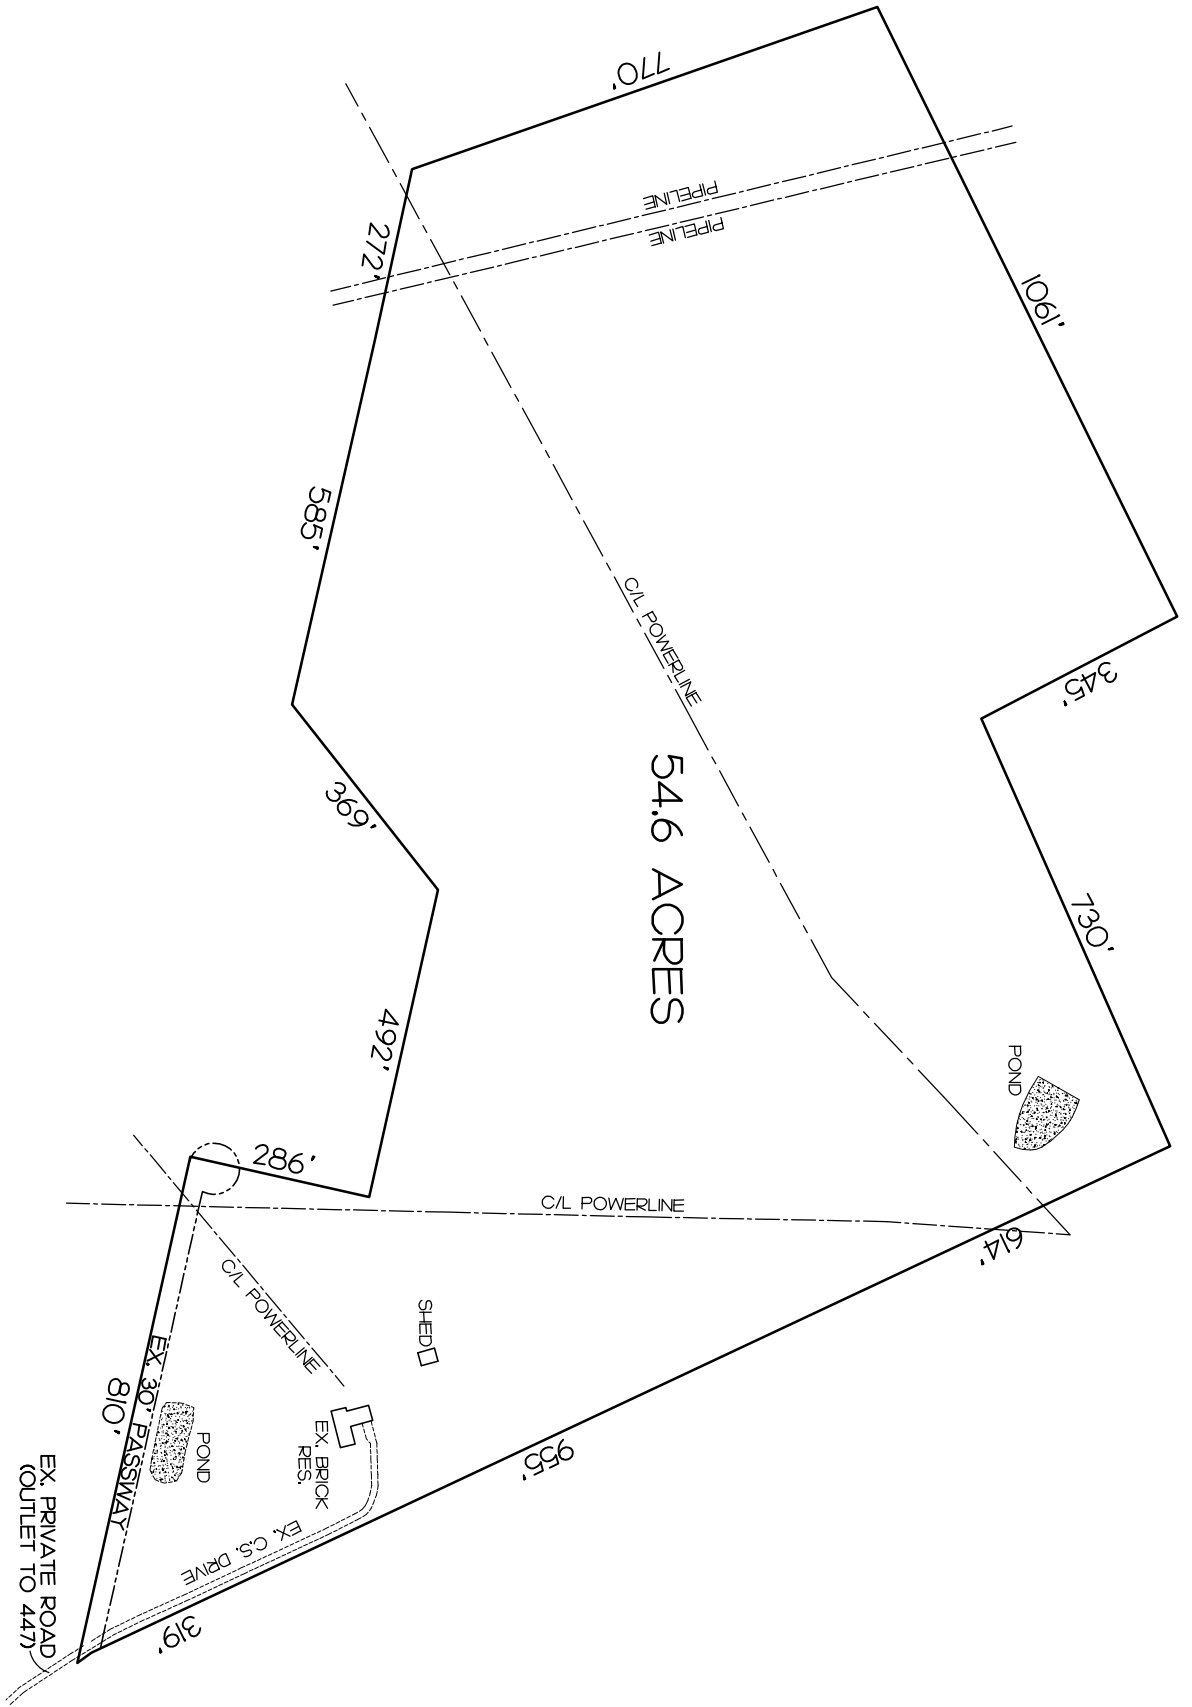 770'
PIPELINE
PIPELINE
272'
1061'
585'
C/L POWERLINE
345'
54.6 ACRES
369'
730'
492'
POND
286'
C/L POWERLINE
614'
C/L POWERLINE
SHED
EX. 30' PASSWAY
810'
POND
EX. BRICK
RES.
955'
EX. C.S. DRIVE
319'
EX. PRIVATE ROAD
(OUTLET TO 447)